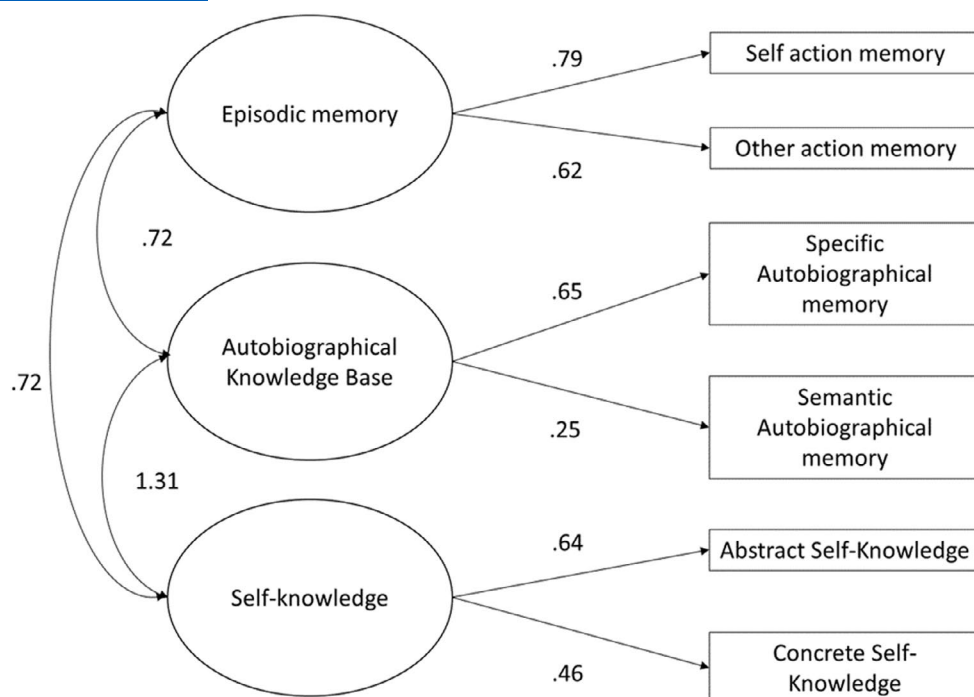 .79
Self action memory
Episodic memory
Other action memory
.62
.72
Specific
Autobiographical
memory
.65
Autobiographical
Knowledge Base
.72
Semantic
Autobiographical
memory
.25
1.31
.64
Abstract Self-Knowledge
Self-knowledge
.46
Concrete Self-
Knowledge